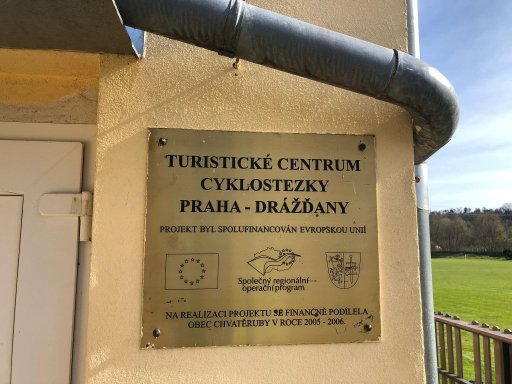 TURISTICKÉ CENTRUM
CYKLOSTEZKY
PRAHA - DRÁŽĎANY
PROJEKT BYL SPOLUFINANCOVÁN EVROPSKOU UNIÍ
Společný regionální
operační program
NA REALIZACI PROJEKTU SE FINANČNĚ PODÍLELA
OBEC CHVATĚRUBY V ROCE 2005 - 2006.